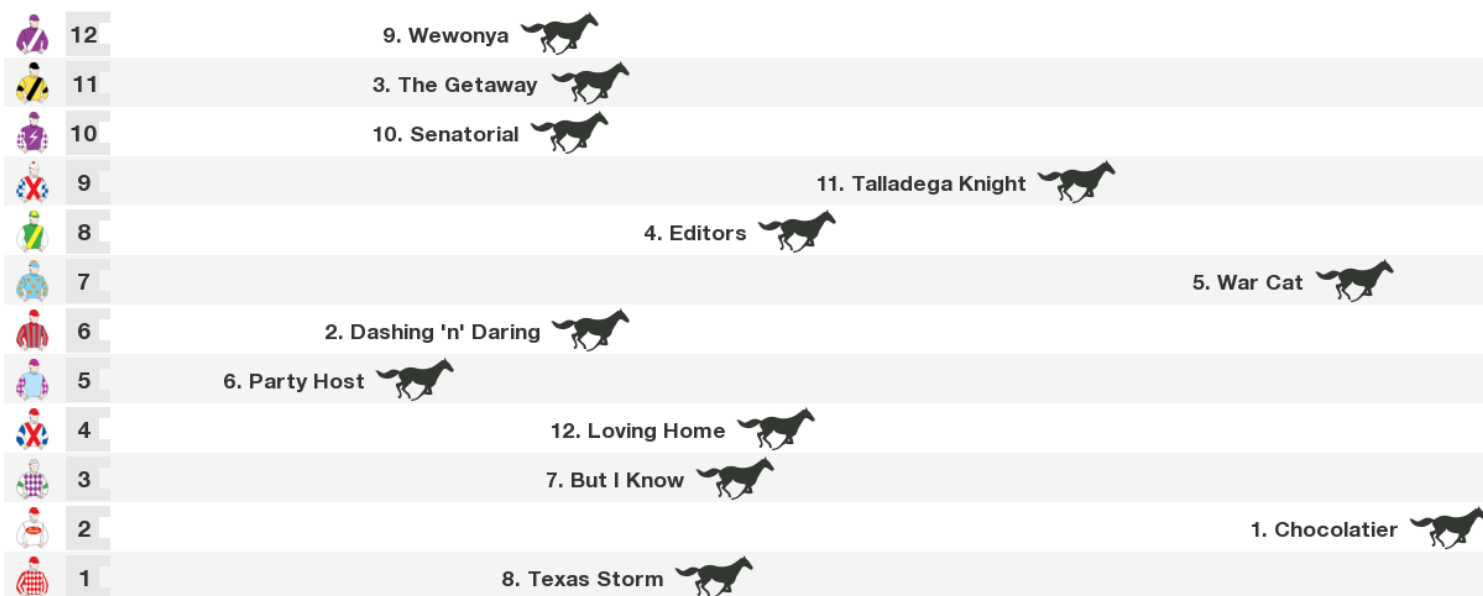 12 9. Wewonya
11 3. The Getaway
10 10. Senatorial
9 11. Talladega Knight
8 4. Editors
7 5. War Cat
6 2. Dashing 'n' Daring
5 6. Party Host
4 12. Loving Home
3 7. But I Know
2 1. Chocolatier
1 8. Texas Storm